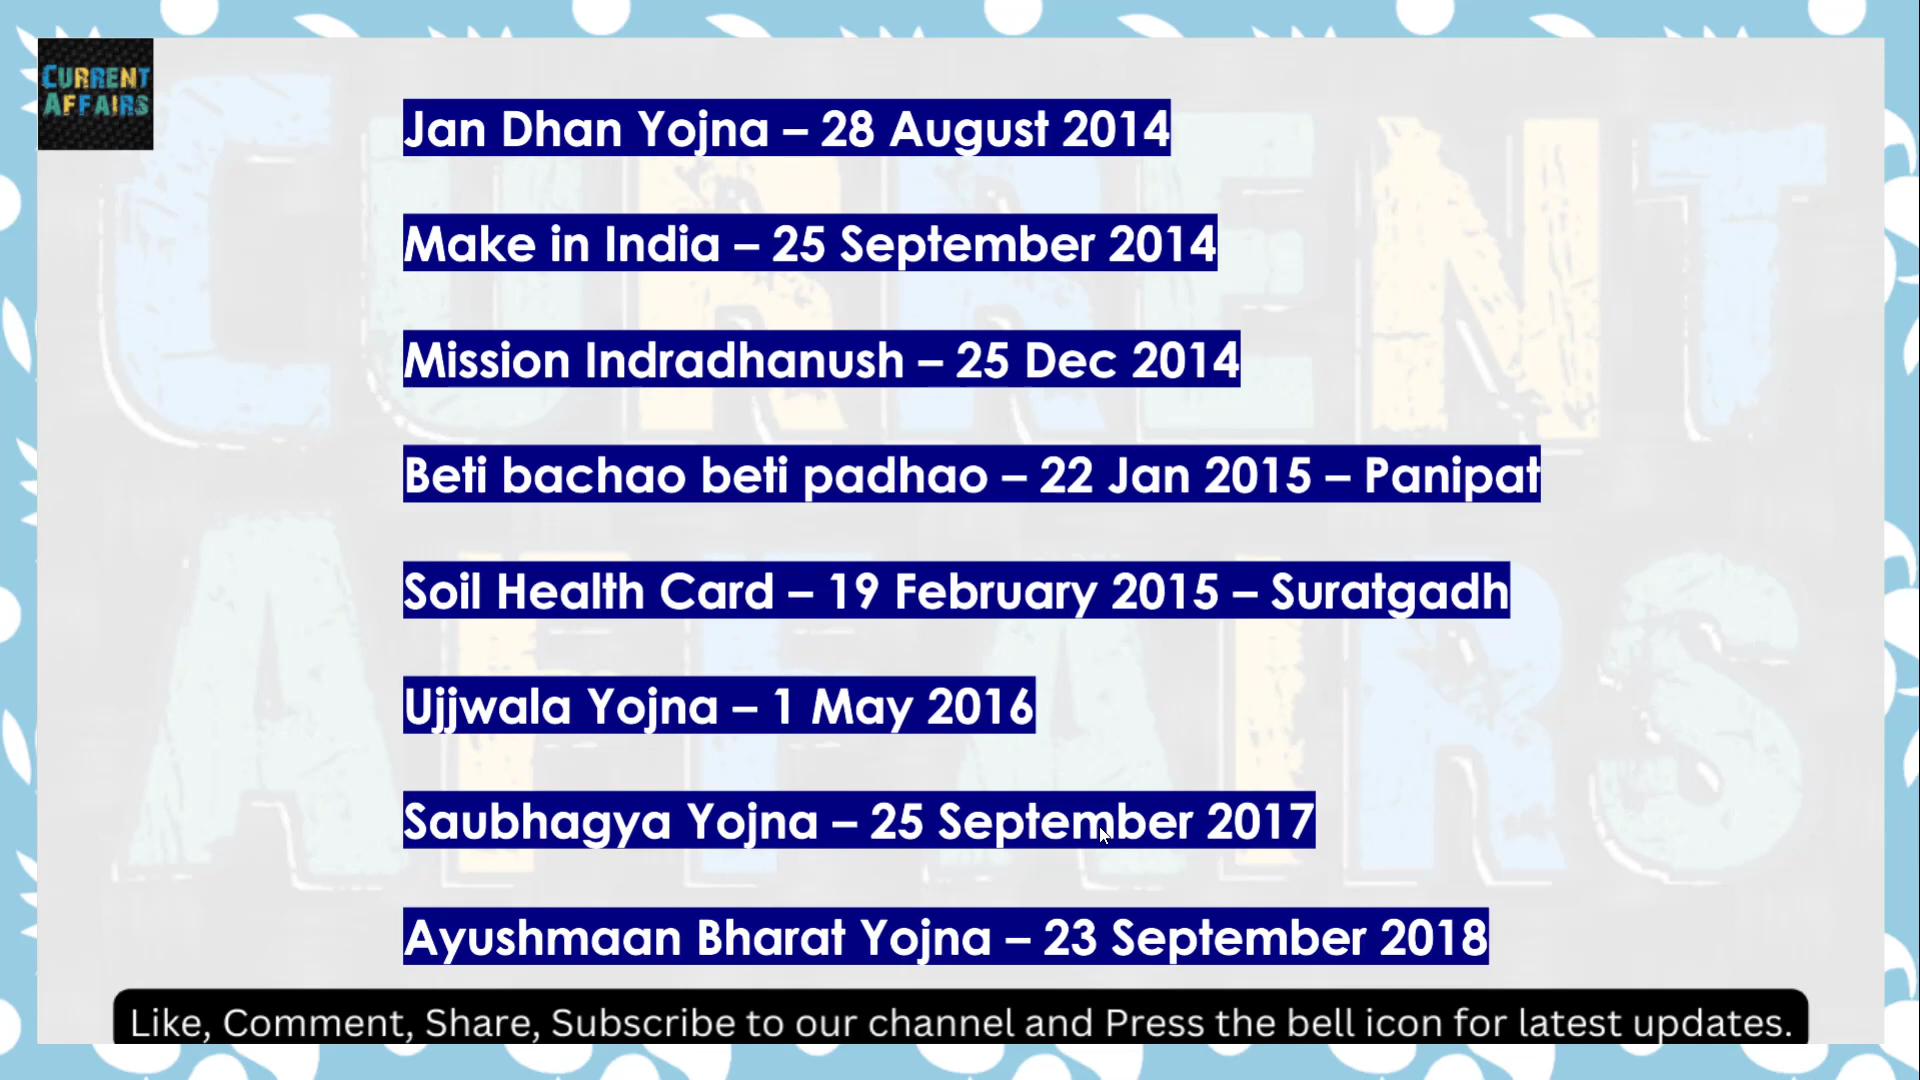 CURRENT
AFFAIRS
Jan Dhan Yojna – 28 August 2014
Make in India – 25 September 2014
Mission Indradhanush – 25 Dec 2014
Beti bachao beti padhao – 22 Jan 2015 – Panipat
Soil Health Card – 19 February 2015 – Suratgadh
Ujjwala Yojna – 1 May 2016
Saubhagya Yojna – 25 September 2017
Ayushmaan Bharat Yojna – 23 September 2018
Like, Comment, Share, Subscribe to our channel and Press the bell icon for latest updates.
CURRENT
AFFAIRS